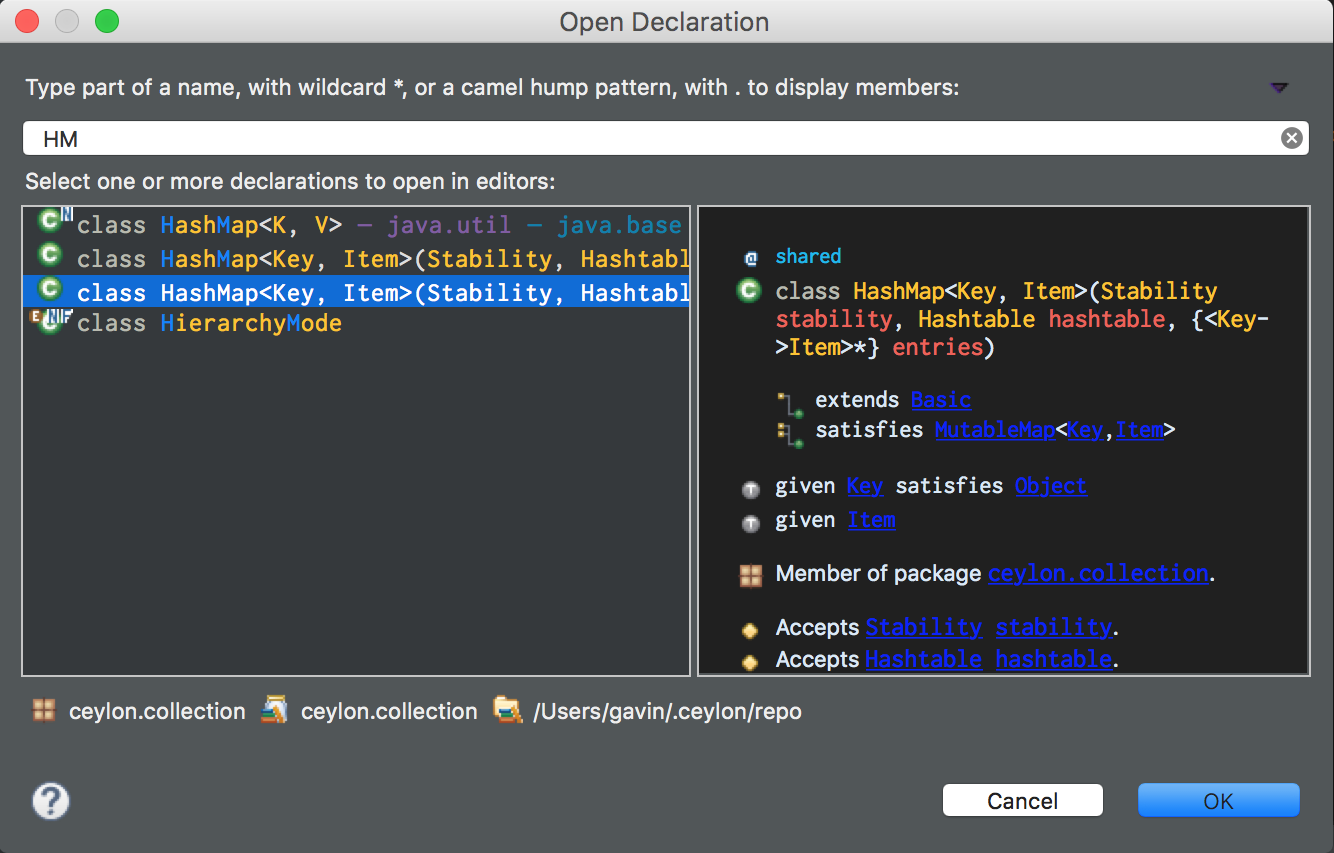 Open Declaration
Type part of a name, with wildcard *, or a camel hump pattern, with . to display members:
HM
Select one or more declarations to open in editors:
class HashMap<K, V> — java.util — java.base
class HashMap<Key, Item>(Stability, Hashtabl
class HashMap<Key, Item>(Stability, Hashtabl
class HierarchyMode
shared
class HashMap<Key, Item>(Stability
stability, Hashtable hashtable, {<Key-
>Item>*} entries)
extends Basic
satisfies MutableMap<Key,Item>
given Key satisfies Object
given Item
Member of package ceylon.collection.
Accepts Stability stability.
Accepts Hashtable hashtable.
ceylon.collection ceylon.collection /Users/gavin/.ceylon/repo
Cancel OK